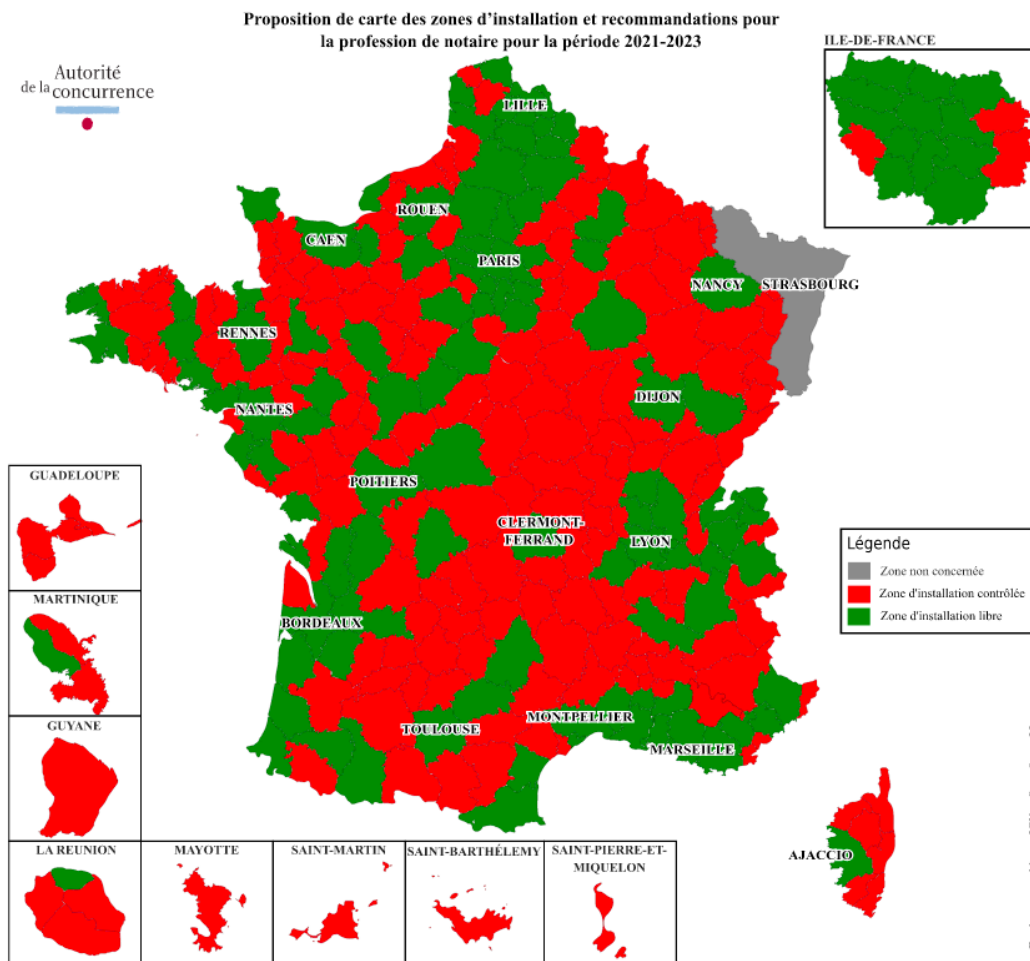 Proposition de carte des zones d'installation et recommandations pour
la profession de notaire pour la période 2021-2023
Autorité
de la concurrence
ILE-DE-FRANCE
LILLE
ROUEN
CAEN
PARIS
NANCY
STRASBOURG
RENNES
NANTES
DIJON
POITIERS
CLERMONT-
FERRAND
LYON
BORDEAUX
TOULOUSE
MONTPELLIER
MARSEILLE
AJACCIO
GUADELOUPE
MARTINIQUE
GUYANE
LA REUNION
MAYOTTE
SAINT-MARTIN
SAINT-BARTHÉLEMY
SAINT-PIERRE-ET-
MIQUELON
Légende
Zone non concernée
Zone d'installation contrôlée
Zone d'installation libre